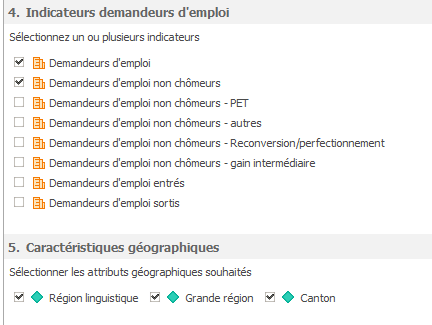 4. Indicateurs demandeurs d'emploi
Sélectionnez un ou plusieurs indicateurs
Demandeurs d'emploi
Demandeurs d'emploi non chômeurs
Demandeurs d'emploi non chômeurs - PET
Demandeurs d'emploi non chômeurs - autres
Demandeurs d'emploi non chômeurs - Reconversion/perfectionnement
Demandeurs d'emploi non chômeurs - gain intermédiaire
Demandeurs d'emploi entrés
Demandeurs d'emploi sortis
5. Caractéristiques géographiques
Sélectionner les attributs géographiques souhaités
Région linguistique Grande région Canton